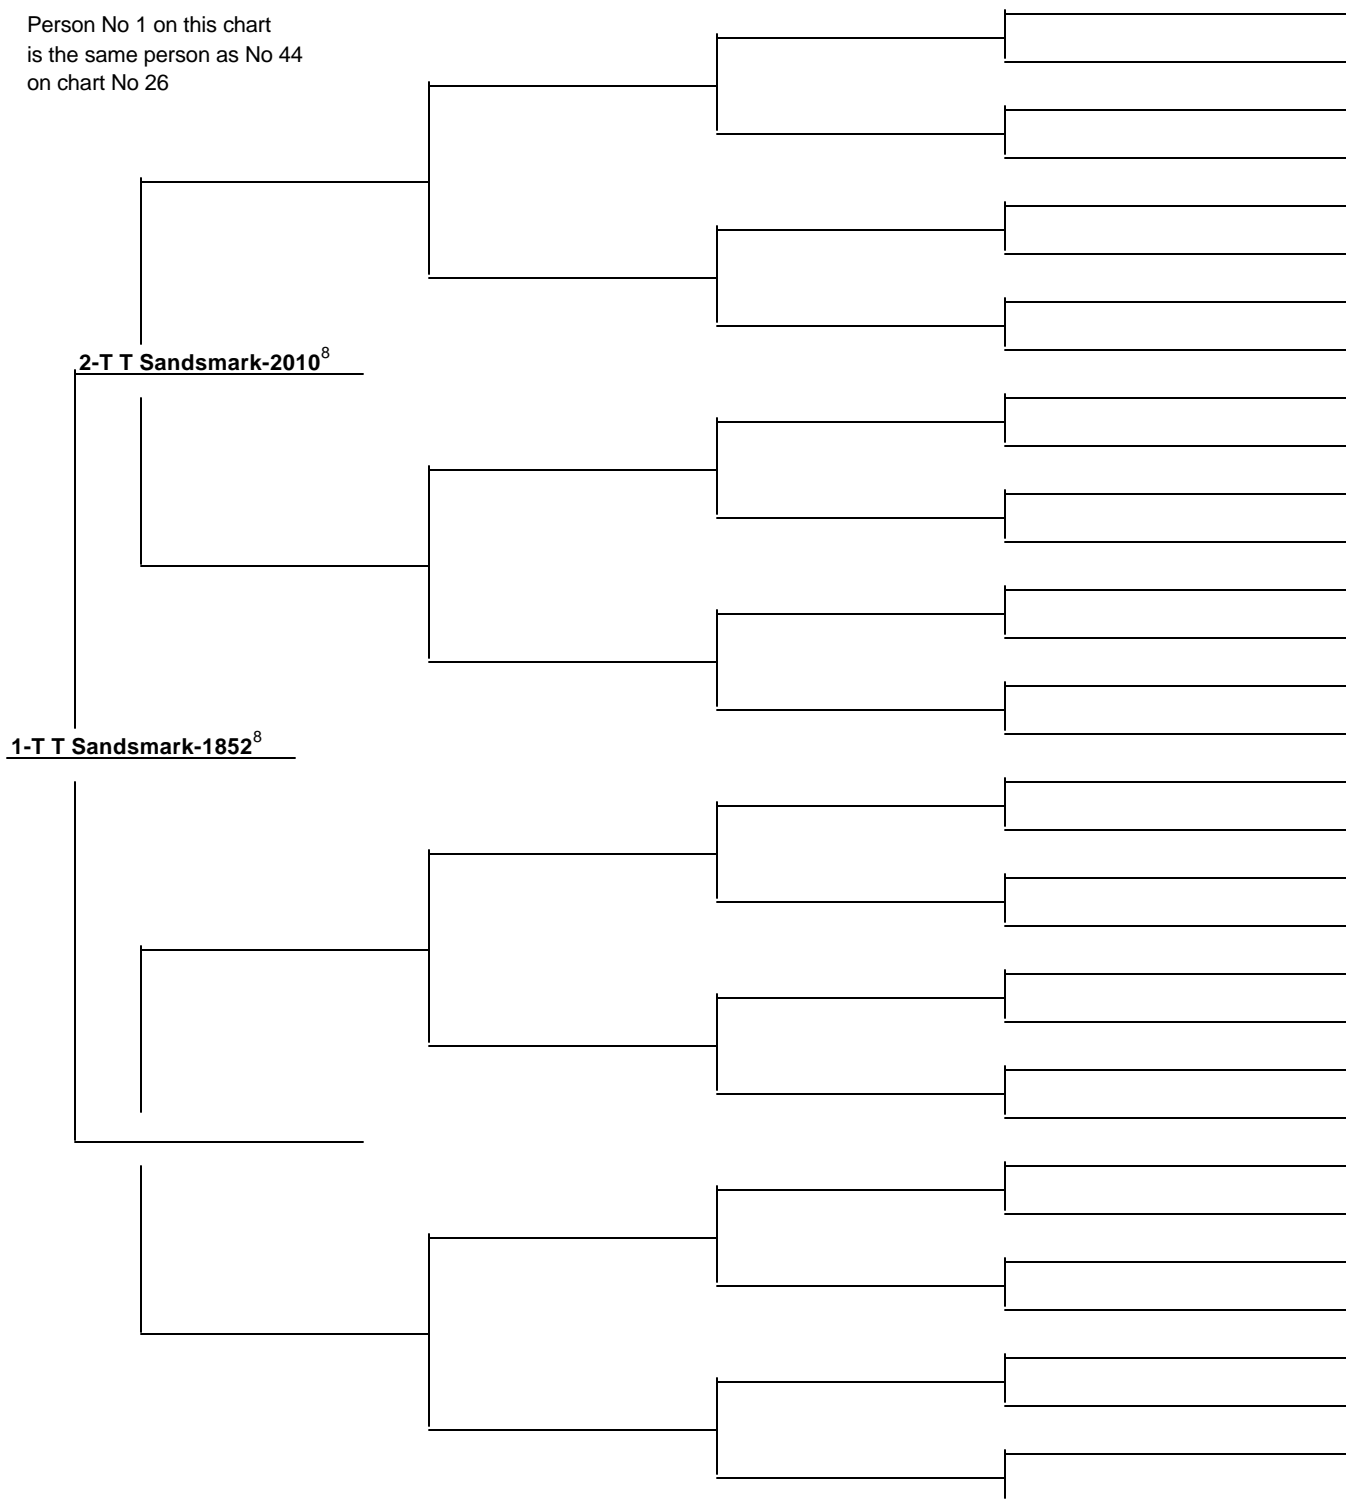 Person No 1 on this chart
is the same person as No 44
on chart No 26
2-T T Sandsmark-2010⁸
1-T T Sandsmark-1852⁸